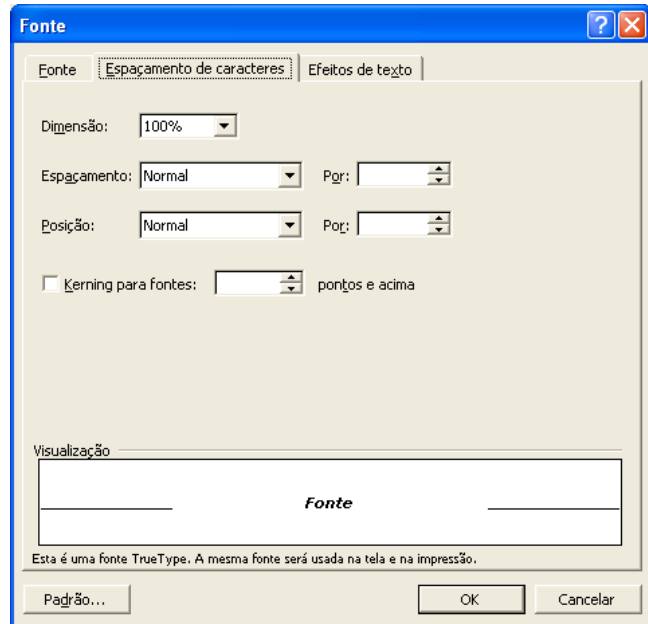 Fonte
Fonte Espaçamento de caracteres Efeitos de texto
Dimensão: 100%
Espaçamento: Normal Por:
Posição: Normal Por:
Kerning para fontes: pontos e acima
Visualização
Fonte
Esta é uma fonte TrueType. A mesma fonte será usada na tela e na impressão.
Padrão... OK Cancelar